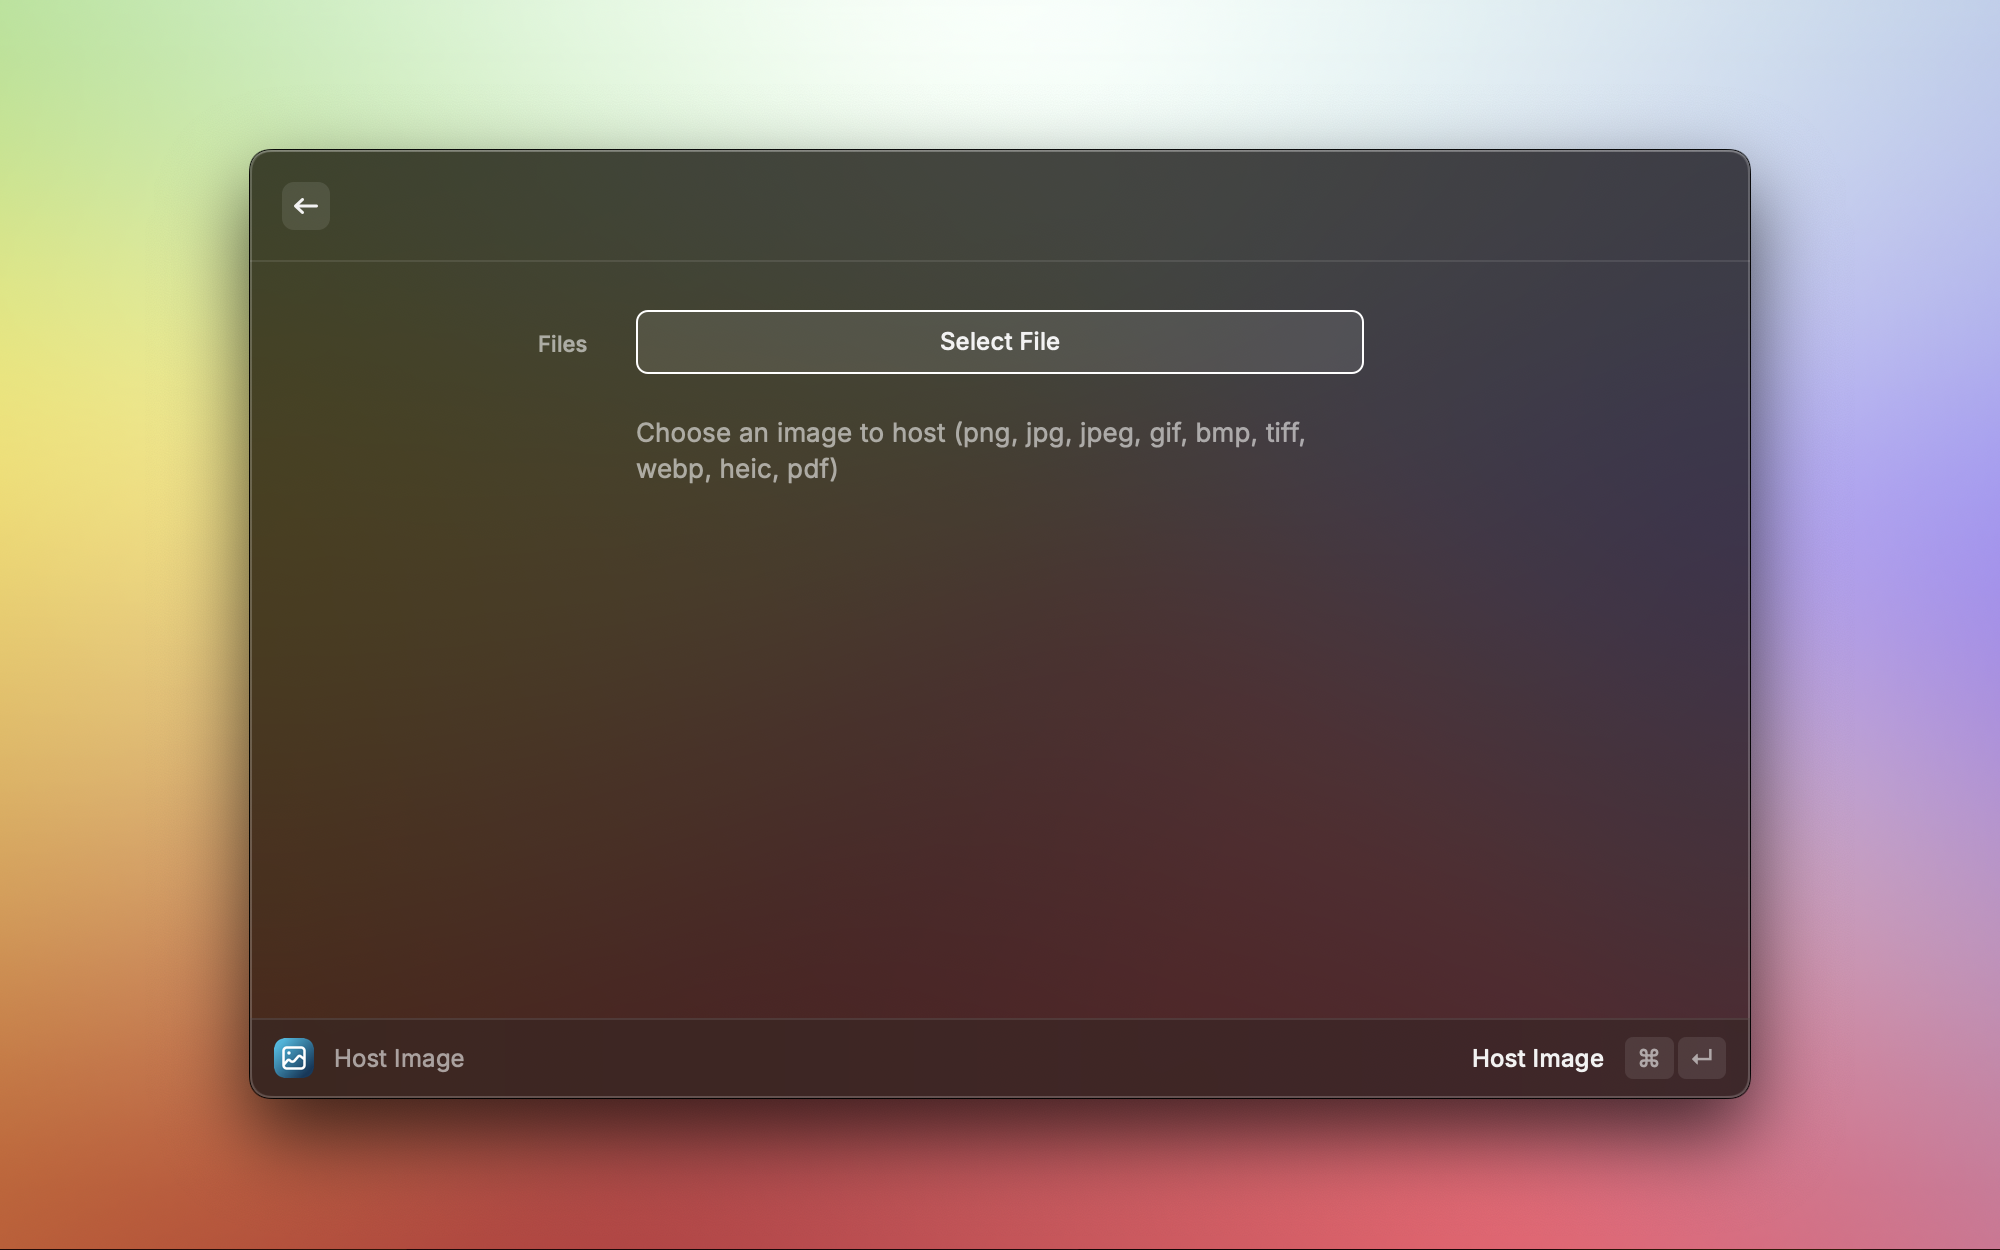 Files
Select File
Choose an image to host (png, jpg, jpeg, gif, bmp, tiff,
webp, heic, pdf)
Host Image
Host Image ⌘ ↵